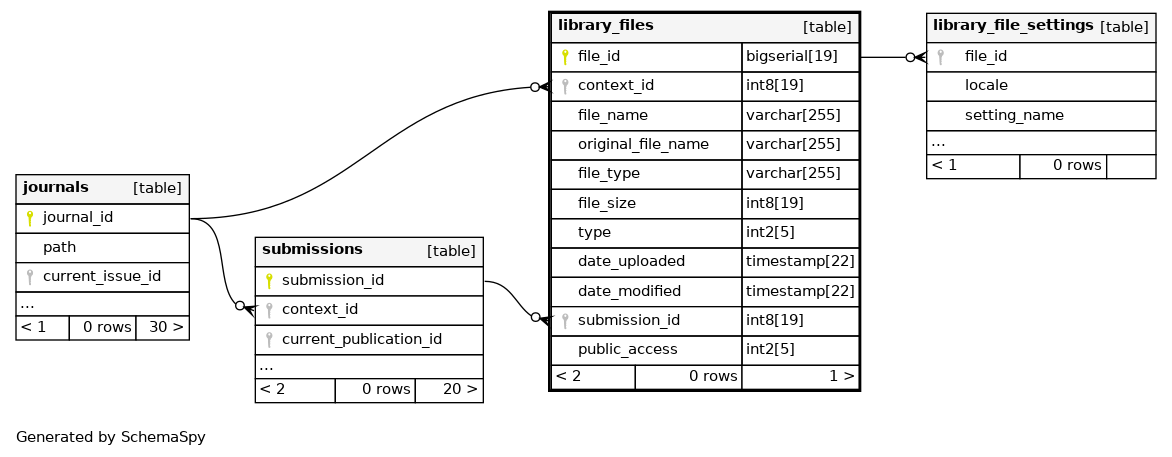 library_files [table]
file_id bigserial[19]
context_id int8[19]
file_name varchar[255]
original_file_name varchar[255]
file_type varchar[255]
file_size int8[19]
type int2[5]
date_uploaded timestamp[22]
date_modified timestamp[22]
submission_id int8[19]
public_access int2[5]
< 2 0 rows 1 >
library_file_settings [table]
file_id
locale
setting_name
...
< 1 0 rows
journals [table]
journal_id
path
current_issue_id
...
< 1 0 rows 30 >
submissions [table]
submission_id
context_id
current_publication_id
...
< 2 0 rows 20 >
Generated by SchemaSpy